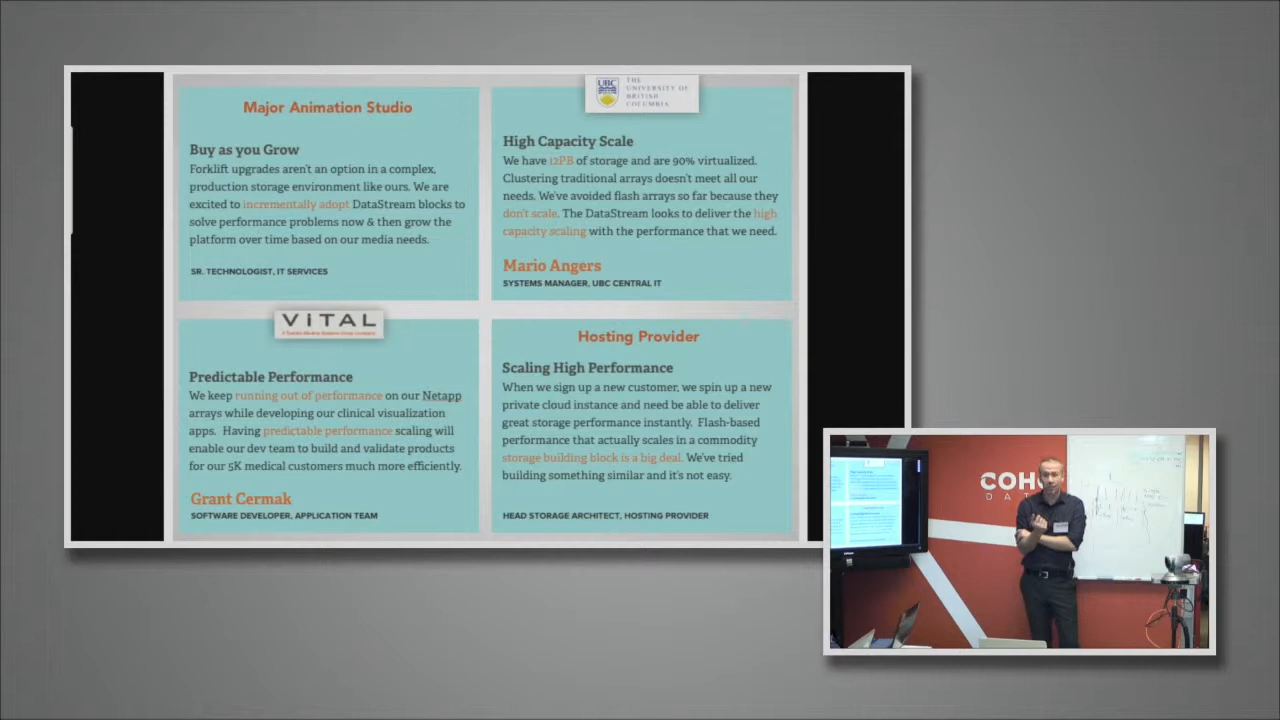 Major Animation Studio
Buy as you Grow
Forklift upgrades aren't an option in a complex,
production storage environment like ours. We are
excited to incrementally adopt DataStream blocks to
solve performance problems now & then grow the
platform over time based on our media needs.
SR. TECHNOLOGIST, IT SERVICES
UBC
THE
UNIVERSITY OF
BRITISH
COLUMBIA
High Capacity Scale
We have 12PB of storage and are 90% virtualized.
Clustering traditional arrays doesn't meet all our
needs. We've avoided flash arrays so far because they
don't scale. The DataStream looks to deliver the high
capacity scaling with the performance that we need.
Mario Angers
SYSTEMS MANAGER, UBC CENTRAL IT
ViTAL
Predictable Performance
We keep running out of performance on our Netapp
arrays while developing our clinical visualization
apps. Having predictable performance scaling will
enable our dev team to build and validate products
for our 5K medical customers much more efficiently.
Grant Cermak
SOFTWARE DEVELOPER, APPLICATION TEAM
Hosting Provider
Scaling High Performance
When we sign up a new customer, we spin up a new
private cloud instance and need be able to deliver
great storage performance instantly. Flash-based
performance that actually scales in a commodity
storage building block is a big deal. We've tried
building something similar and it's not easy.
HEAD STORAGE ARCHITECT, HOSTING PROVIDER
COHO
DAT